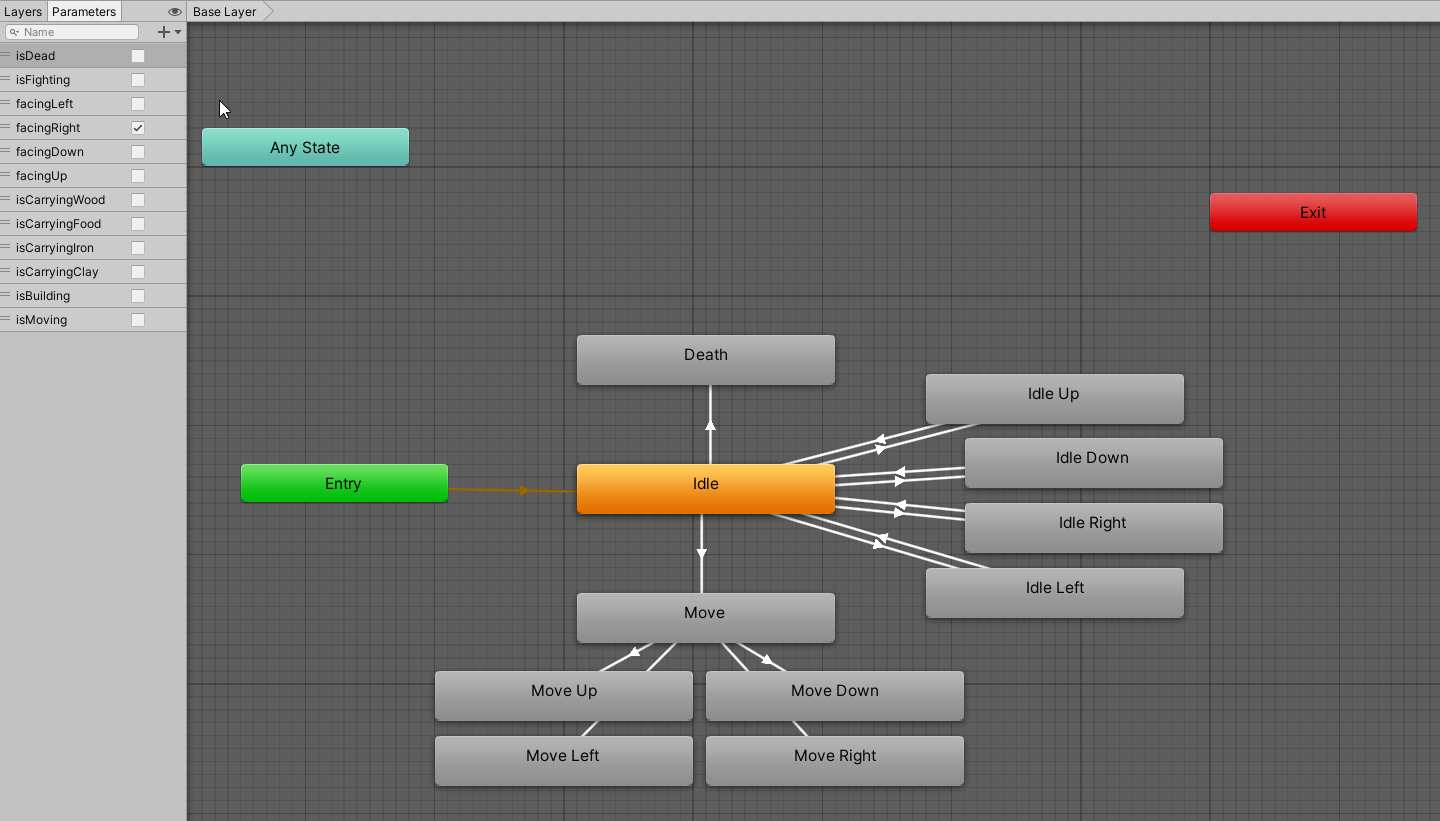 Layers Parameters
Base Layer
Name
isDead
isFighting
facingLeft
facingRight
facingDown
facingUp
isCarryingWood
isCarryingFood
isCarryingIron
isCarryingClay
isBuilding
isMoving
Any State
Exit
Death
Idle Up
Idle Down
Entry
Idle
Idle Right
Idle Left
Move
Move Up
Move Down
Move Left
Move Right